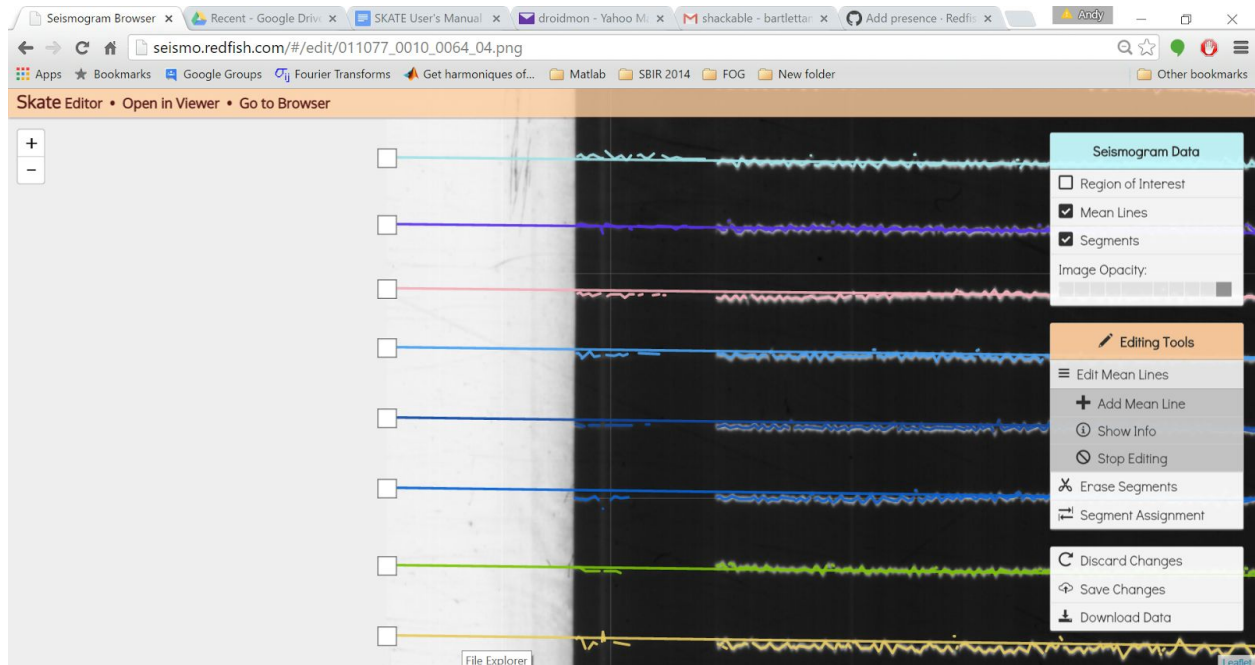 Seismogram Browser Recent - Google Driv SKATE User's Manual droidmon - Yahoo M shackable - bartlettar Add presence · Redfis Andy
seismo.redfish.com/#/edit/011077_0010_0064_04.png
Apps Bookmarks Google Groups Fourier Transforms Get harmoniques of... Matlab SBIR 2014 FOG New folder Other bookmarks
Skate Editor • Open in Viewer • Go to Browser
+
−
Seismogram Data
Region of Interest
Mean Lines
Segments
Image Opacity:
Editing Tools
Edit Mean Lines
Add Mean Line
Show Info
Stop Editing
Erase Segments
Segment Assignment
Discard Changes
Save Changes
Download Data
File Explorer
Leaflet